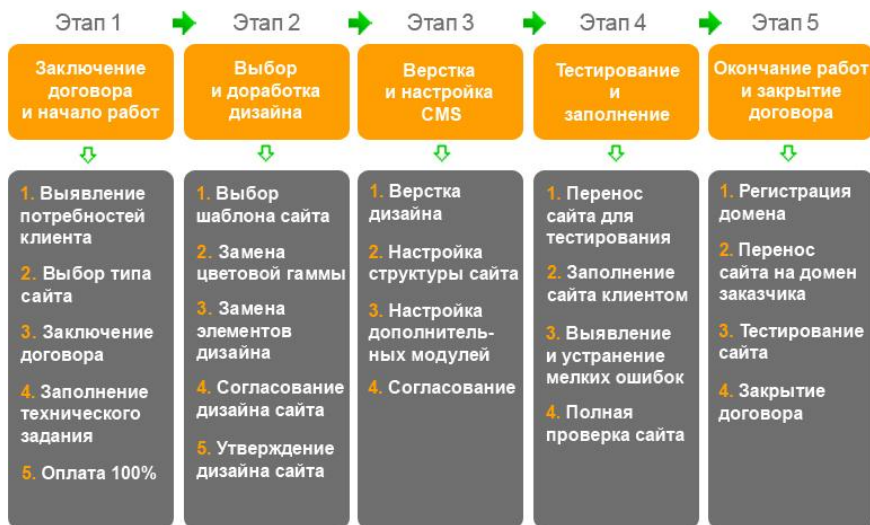 Этап 1
Этап 2
Этап 3
Этап 4
Этап 5
Заключение
договора
и начало работ
Выбор
и доработка
дизайна
Верстка
и настройка
CMS
Тестирование
и
заполнение
Окончание работ
и закрытие
договора
1. Выявление
потребностей
клиента
2. Выбор типа
сайта
3. Заключение
договора
4. Заполнение
технического
задания
5. Оплата 100%
1. Выбор
шаблона сайта
2. Замена
цветовой гаммы
3. Замена
элементов
дизайна
4. Согласование
дизайна сайта
5. Утверждение
дизайна сайта
1. Верстка
дизайна
2. Настройка
структуры сайта
3. Настройка
дополнитель-
ных модулей
4. Согласование
1. Перенос
сайта для
тестирования
2. Заполнение
сайта клиентом
3. Выявление
и устранение
мелких ошибок
4. Полная
проверка сайта
1. Регистрация
домена
2. Перенос
сайта на домен
заказчика
3. Тестирование
сайта
4. Закрытие
договора